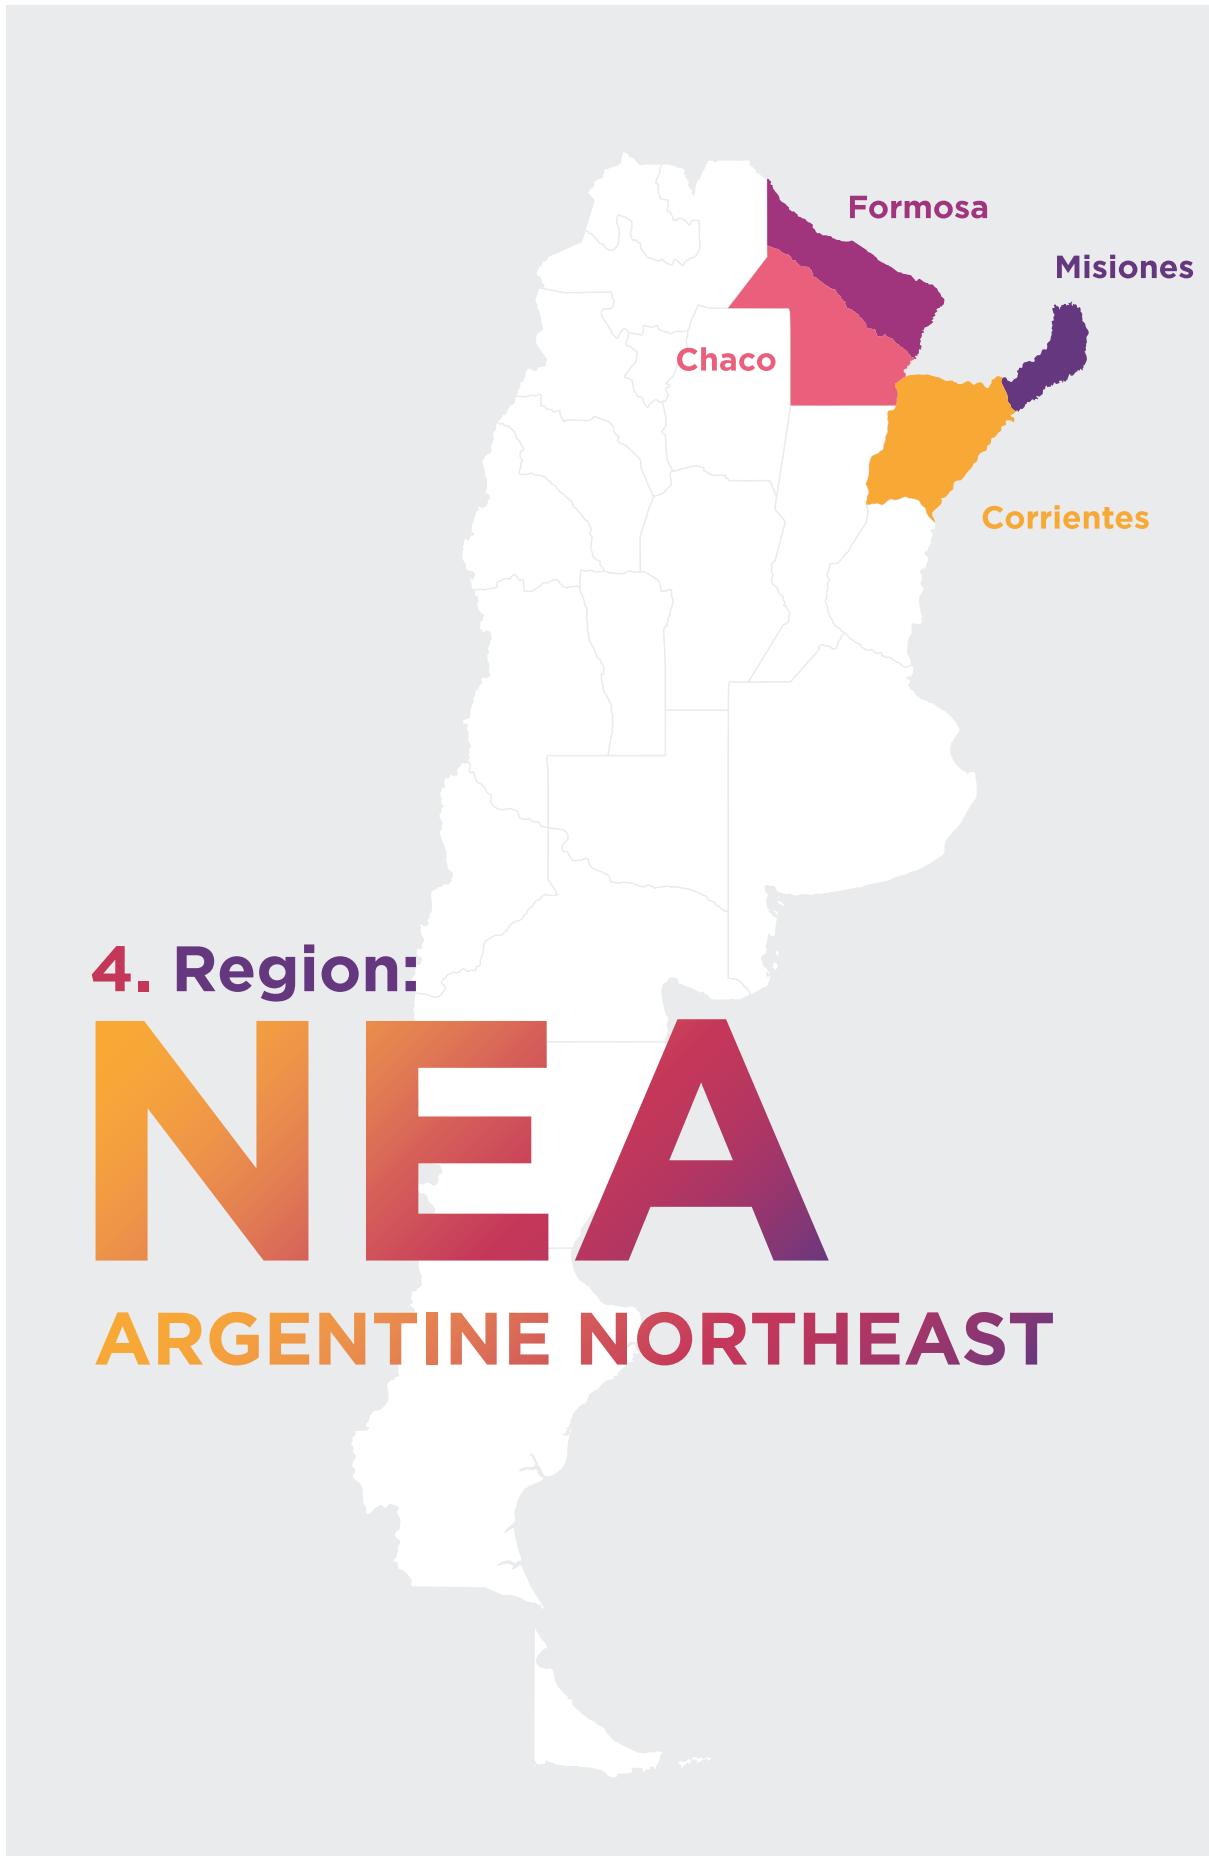 Formosa
Misiones
Chaco
Corrientes
4. Region:
NEA
ARGENTINE NORTHEAST